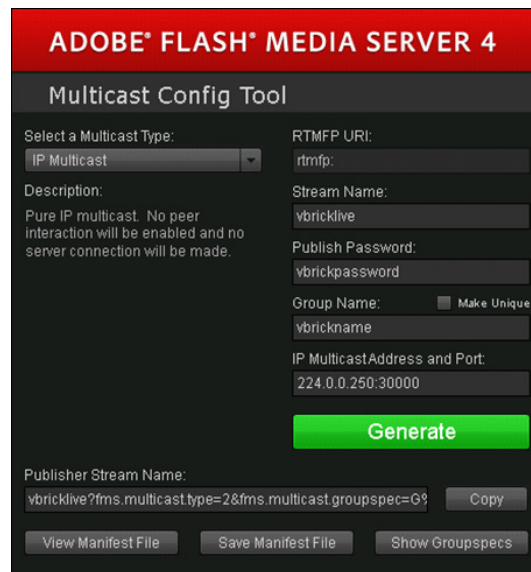 ADOBE® FLASH® MEDIA SERVER 4
Multicast Config Tool
Select a Multicast Type:
IP Multicast
Description:
Pure IP multicast. No peer
interaction will be enabled and no
server connection will be made.
RTMFP URI:
rtmfp:
Stream Name:
vbricklive
Publish Password:
vbrickpassword
Group Name:
Make Unique
vbrickname
IP Multicast Address and Port:
224.0.0.250:30000
Generate
Publisher Stream Name:
vbricklive?fms.multicast.type=2&fms.multicast.groupspec=G%
Copy
View Manifest File
Save Manifest File
Show Groupspecs